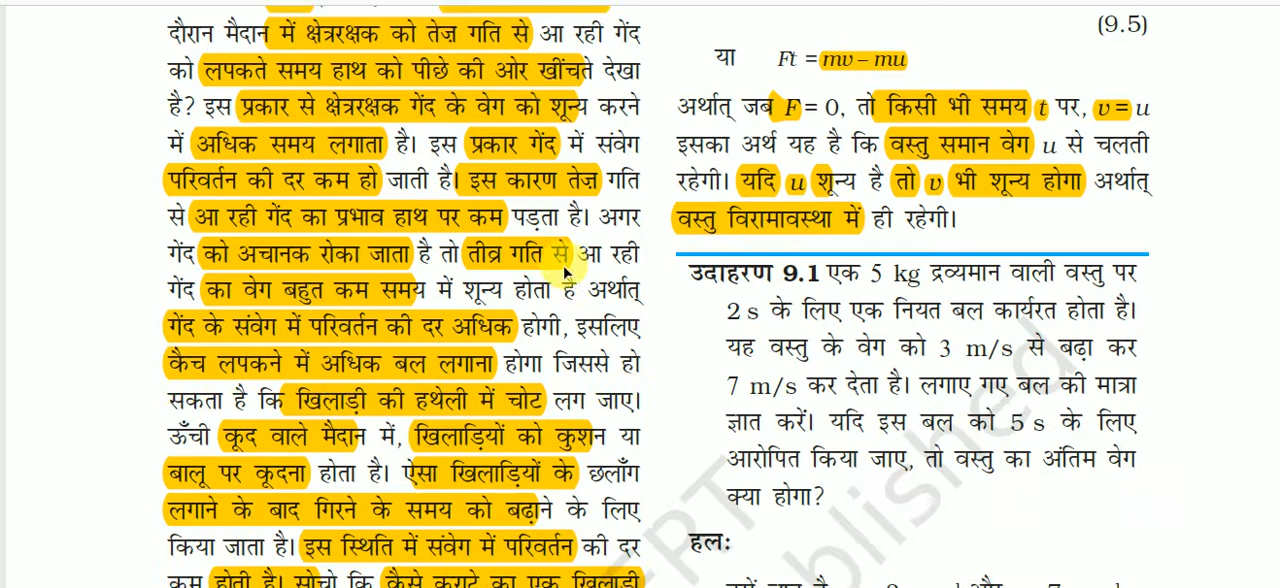 दौरान मैदान में क्षेत्ररक्षक को तेज़ गति से आ रही गेंद
को लपकते समय हाथ को पीछे की ओर खींचते देखा
है? इस प्रकार से क्षेत्ररक्षक गेंद के वेग को शून्य करने
में अधिक समय लगाता है। इस प्रकार गेंद में संवेग
परिवर्तन की दर कम हो जाती है। इस कारण तेज़ गति
से आ रही गेंद का प्रभाव हाथ पर कम पड़ता है। अगर
गेंद को अचानक रोका जाता है तो तीव्र गति से आ रही
गेंद का वेग बहुत कम समय में शून्य होता है अर्थात्
गेंद के संवेग में परिवर्तन की दर अधिक होगी, इसलिए
कैच लपकने में अधिक बल लगाना होगा जिससे हो
सकता है कि खिलाड़ी की हथेली में चोट लग जाए।
ऊँची कूद वाले मैदान में, खिलाड़ियों को कुशन या
बालू पर कूदना होता है। ऐसा खिलाड़ियों के छलाँग
लगाने के बाद गिरने के समय को बढ़ाने के लिए
किया जाता है। इस स्थिति में संवेग में परिवर्तन की दर
कम होती है। सोचो कि कैसे कराटे का एक खिलाड़ी
(9.5)
या Ft = mv – mu
अर्थात् जब F = 0, तो किसी भी समय t पर, v = u
इसका अर्थ यह है कि वस्तु समान वेग u से चलती
रहेगी। यदि u शून्य है तो v भी शून्य होगा अर्थात्
वस्तु विरामावस्था में ही रहेगी।
उदाहरण 9.1 एक 5 kg द्रव्यमान वाली वस्तु पर
2 s के लिए एक नियत बल कार्यरत होता है।
यह वस्तु के वेग को 3 m/s से बढ़ा कर
7 m/s कर देता है। लगाए गए बल की मात्रा
ज्ञात करें। यदि इस बल को 5 s के लिए
आरोपित किया जाए, तो वस्तु का अंतिम वेग
क्या होगा?
हलः